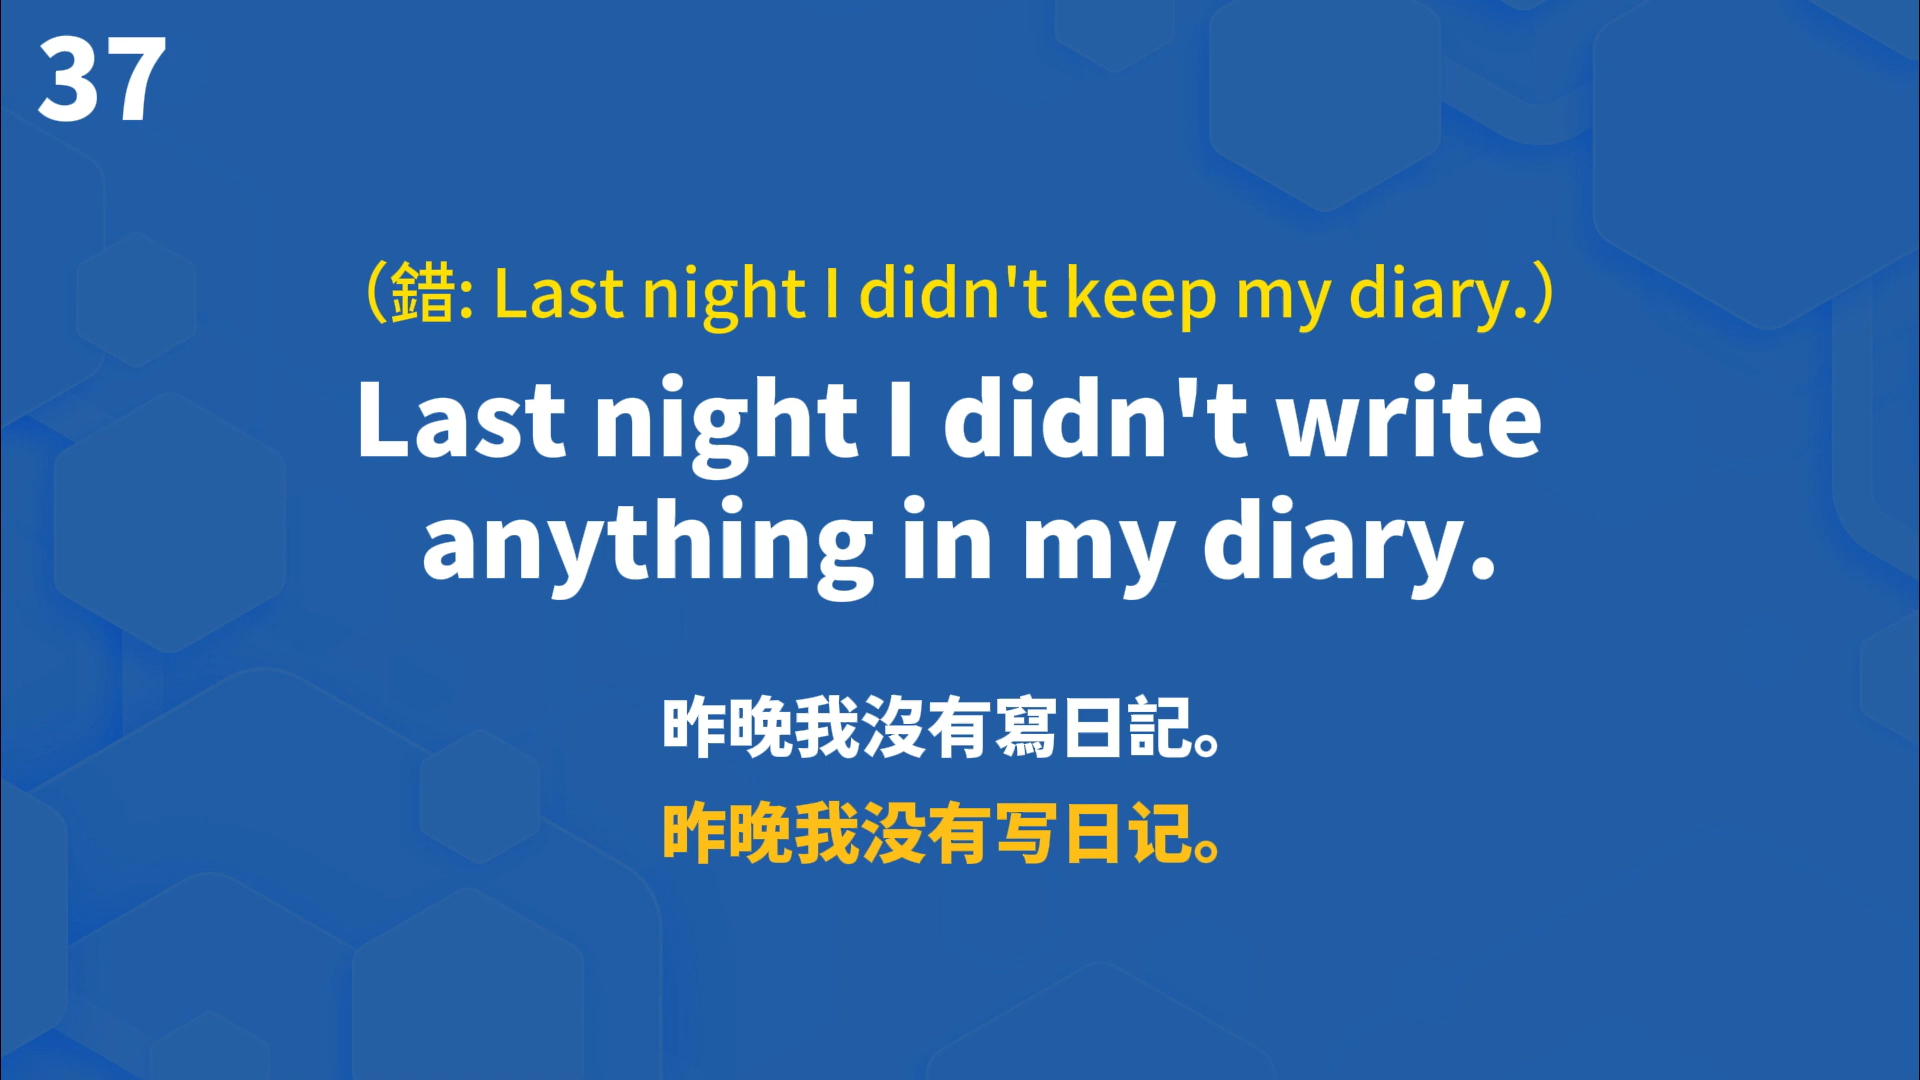 37
（錯: Last night I didn't keep my diary.）
Last night I didn't write
anything in my diary.
昨晚我沒有寫日記。
昨晚我没有写日记。